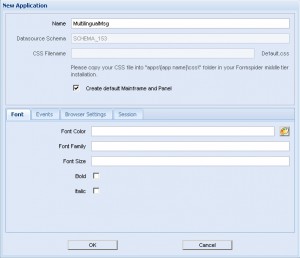 New Application
Name MultilingualMsg
Datasource Schema SCHEMA_153
CSS Filename Default.css
Please copy your CSS file into "apps\[app name]\css\" folder in your Formspider middle tier
installation.
Create default Mainframe and Panel
Font Events Browser Settings Session
Font Color
Font Family
Font Size
Bold
Italic
OK Cancel